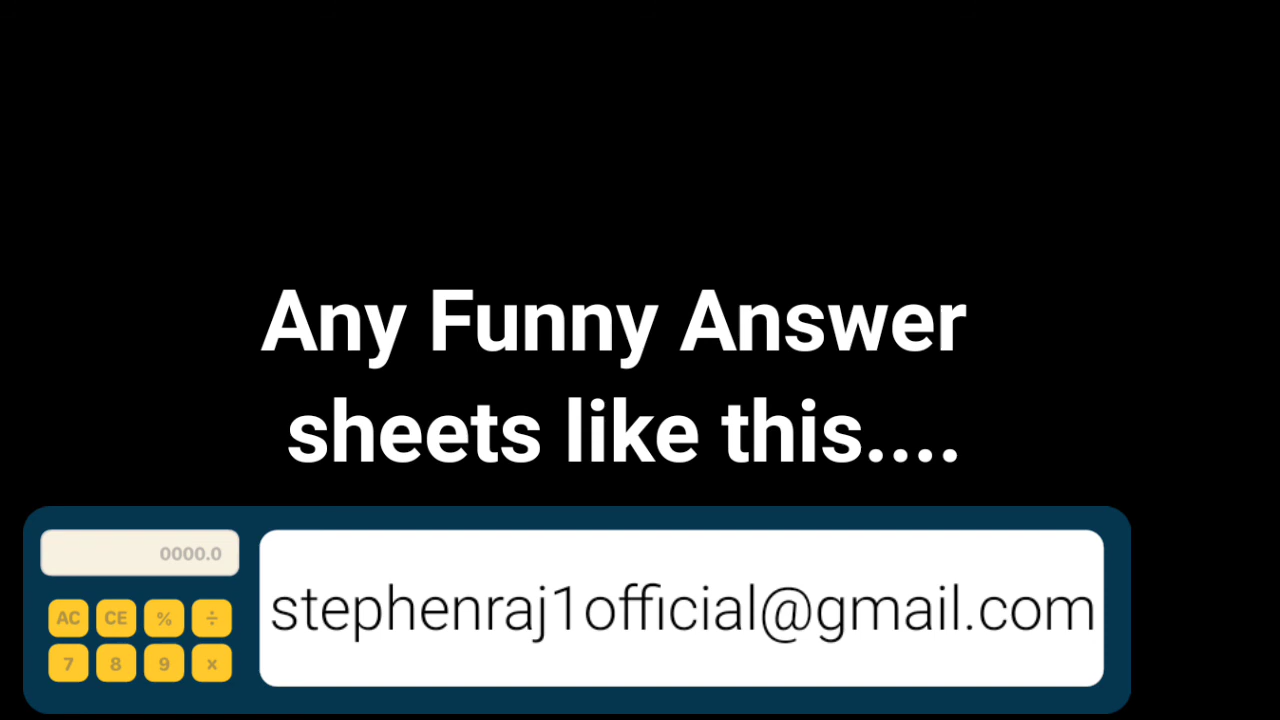 Any Funny Answer
sheets like this....
0000.0
stephenraj1official@gmail.com
AC CE % ÷
7 8 9 x